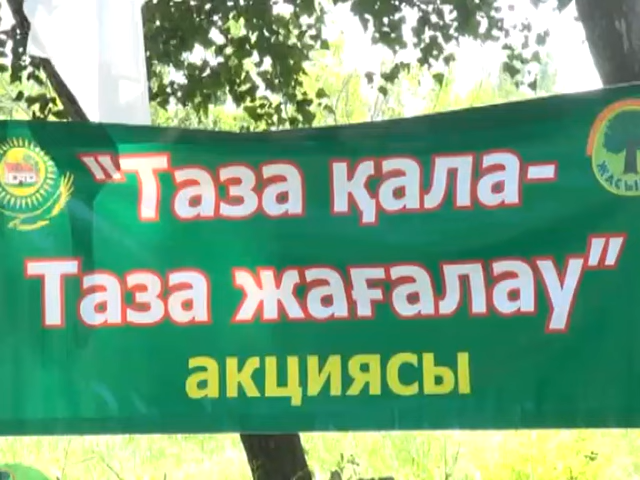 "Таза қала-
Таза жағалау"
акциясы